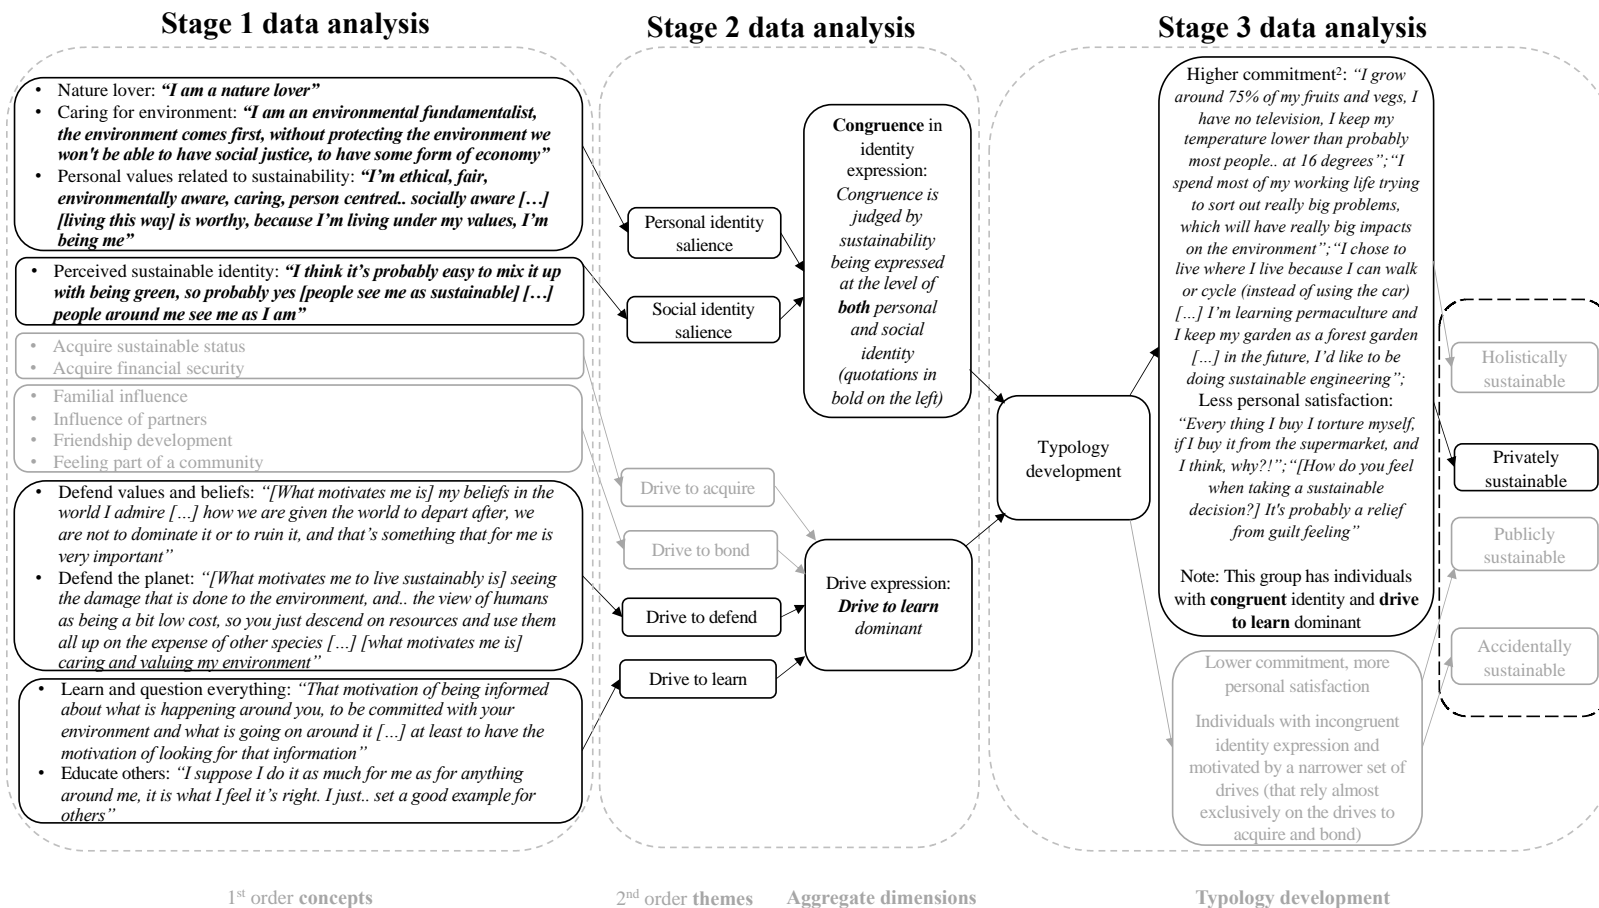 Stage 1 data analysis
Stage 2 data analysis
Stage 3 data analysis
• Nature lover: “I am a nature lover”
• Caring for environment: “I am an environmental fundamentalist,
the environment comes first, without protecting the environment we
won't be able to have social justice, to have some form of economy”
• Personal values related to sustainability: “I’m ethical, fair,
environmentally aware, caring, person centred.. socially aware […]
[living this way] is worthy, because I’m living under my values, I’m
being me”
• Perceived sustainable identity: “I think it’s probably easy to mix it up
with being green, so probably yes [people see me as sustainable] […]
people around me see me as I am”
• Acquire sustainable status
• Acquire financial security
• Familial influence
• Influence of partners
• Friendship development
• Feeling part of a community
• Defend values and beliefs: “[What motivates me is] my beliefs in the
world I admire […] how we are given the world to depart after, we
are not to dominate it or to ruin it, and that’s something that for me is
very important”
• Defend the planet: “[What motivates me to live sustainably is] seeing
the damage that is done to the environment, and.. the view of humans
as being a bit low cost, so you just descend on resources and use them
all up on the expense of other species […] [what motivates me is]
caring and valuing my environment”
• Learn and question everything: “That motivation of being informed
about what is happening around you, to be committed with your
environment and what is going on around it […] at least to have the
motivation of looking for that information”
• Educate others: “I suppose I do it as much for me as for anything
around me, it is what I feel it’s right. I just.. set a good example for
others”
Personal identity
salience
Social identity
salience
Drive to acquire
Drive to bond
Drive to defend
Drive to learn
Congruence in
identity
expression:
Congruence is
judged by
sustainability
being expressed
at the level of
both personal
and social
identity
(quotations in
bold on the left)
Drive expression:
Drive to learn
dominant
Typology
development
Higher commitment²: “I grow
around 75% of my fruits and vegs, I
have no television, I keep my
temperature lower than probably
most people.. at 16 degrees”;“I
spend most of my working life trying
to sort out really big problems,
which will have really big impacts
on the environment”;“I chose to
live where I live because I can walk
or cycle (instead of using the car)
[…] I’m learning permaculture and
I keep my garden as a forest garden
[…] in the future, I’d like to be
doing sustainable engineering”;
Less personal satisfaction:
“Every thing I buy I torture myself,
if I buy it from the supermarket, and
I think, why?!”;“[How do you feel
when taking a sustainable
decision?] It's probably a relief
from guilt feeling”
Note: This group has individuals
with congruent identity and drive
to learn dominant
Lower commitment, more
personal satisfaction
Individuals with incongruent
identity expression and
motivated by a narrower set of
drives (that rely almost
exclusively on the drives to
acquire and bond)
Holistically
sustainable
Privately
sustainable
Publicly
sustainable
Accidentally
sustainable
1st order concepts
2nd order themes
Aggregate dimensions
Typology development